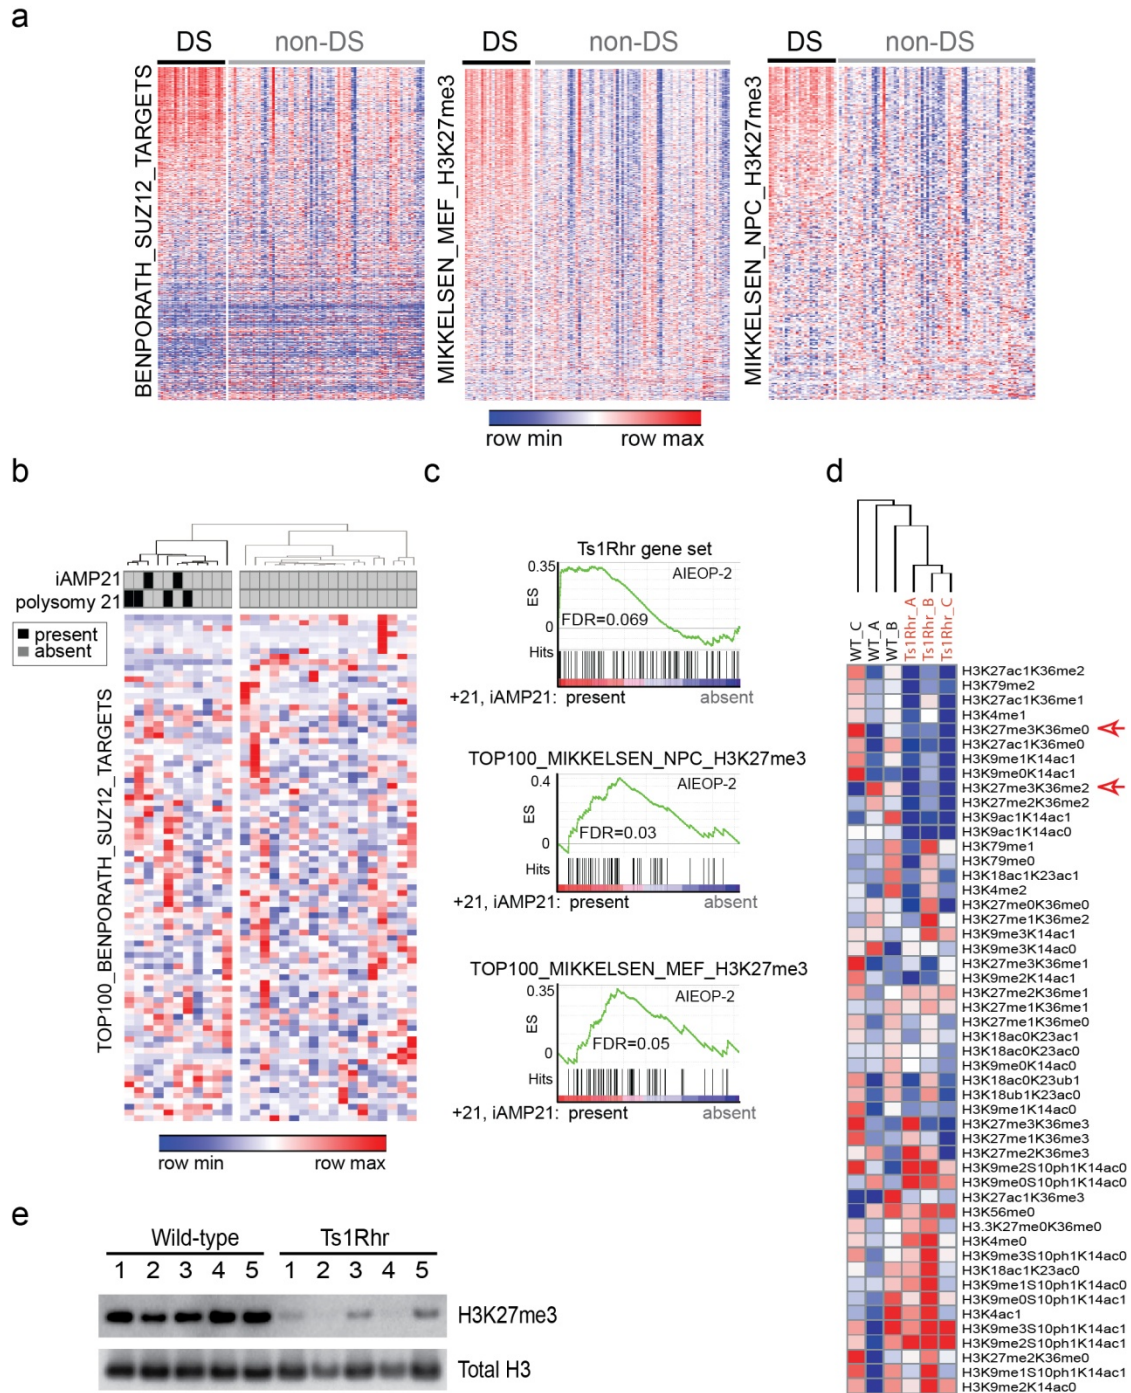 a
DS non-DS DS non-DS DS non-DS
BENPORATH_SUZ12_TARGETS
MIKKELSEN_MEF_H3K27me3
MIKKELSEN_NPC_H3K27me3
row min row max
b
iAMP21
polysomy 21
present
absent
TOP100_BENPORATH_SUZ12_TARGETS
row min row max
c
Ts1Rhr gene set
0.35
AIEOP-2
ES
FDR=0.069
0
Hits
+21, iAMP21: present absent
TOP100_MIKKELSEN_NPC_H3K27me3
0.4
AIEOP-2
ES
FDR=0.03
0
Hits
+21, iAMP21: present absent
TOP100_MIKKELSEN_MEF_H3K27me3
0.35
AIEOP-2
ES
FDR=0.05
0
Hits
+21, iAMP21: present absent
d
WT_C
WT_A
WT_B
Ts1Rhr_A
Ts1Rhr_B
Ts1Rhr_C
H3K27ac1K36me2
H3K79me2
H3K27ac1K36me1
H3K4me1
H3K27me3K36me0
H3K27ac1K36me0
H3K9me1K14ac1
H3K9me0K14ac1
H3K27me3K36me2
H3K27me2K36me2
H3K9ac1K14ac1
H3K9ac1K14ac0
H3K79me1
H3K79me0
H3K18ac1K23ac1
H3K4me2
H3K27me0K36me0
H3K27me1K36me2
H3K9me3K14ac1
H3K9me3K14ac0
H3K27me3K36me1
H3K9me2K14ac1
H3K27me2K36me1
H3K27me1K36me1
H3K27me1K36me0
H3K18ac0K23ac1
H3K18ac0K23ac0
H3K9me0K14ac0
H3K18ac0K23ub1
H3K18ub1K23ac0
H3K9me1K14ac0
H3K27me3K36me3
H3K27me1K36me3
H3K27me2K36me3
H3K9me2S10ph1K14ac0
H3K9me0S10ph1K14ac0
H3K27ac1K36me3
H3K56me0
H3.3K27me0K36me0
H3K4me0
H3K9me3S10ph1K14ac0
H3K18ac1K23ac0
H3K9me1S10ph1K14ac0
H3K9me0S10ph1K14ac1
H3K4ac1
H3K9me3S10ph1K14ac1
H3K9me2S10ph1K14ac1
H3K27me2K36me0
H3K9me1S10ph1K14ac1
H3K9me2K14ac0
e
Wild-type Ts1Rhr
1 2 3 4 5 1 2 3 4 5
H3K27me3
Total H3